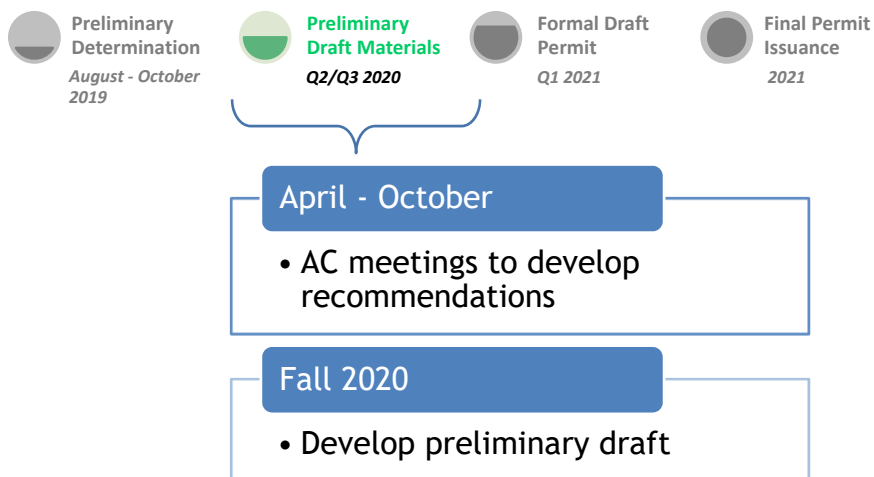 Preliminary
Determination
August - October
2019
Preliminary
Draft Materials
Q2/Q3 2020
Formal Draft
Permit
Q1 2021
Final Permit
Issuance
2021
April - October
• AC meetings to develop
recommendations
Fall 2020
• Develop preliminary draft